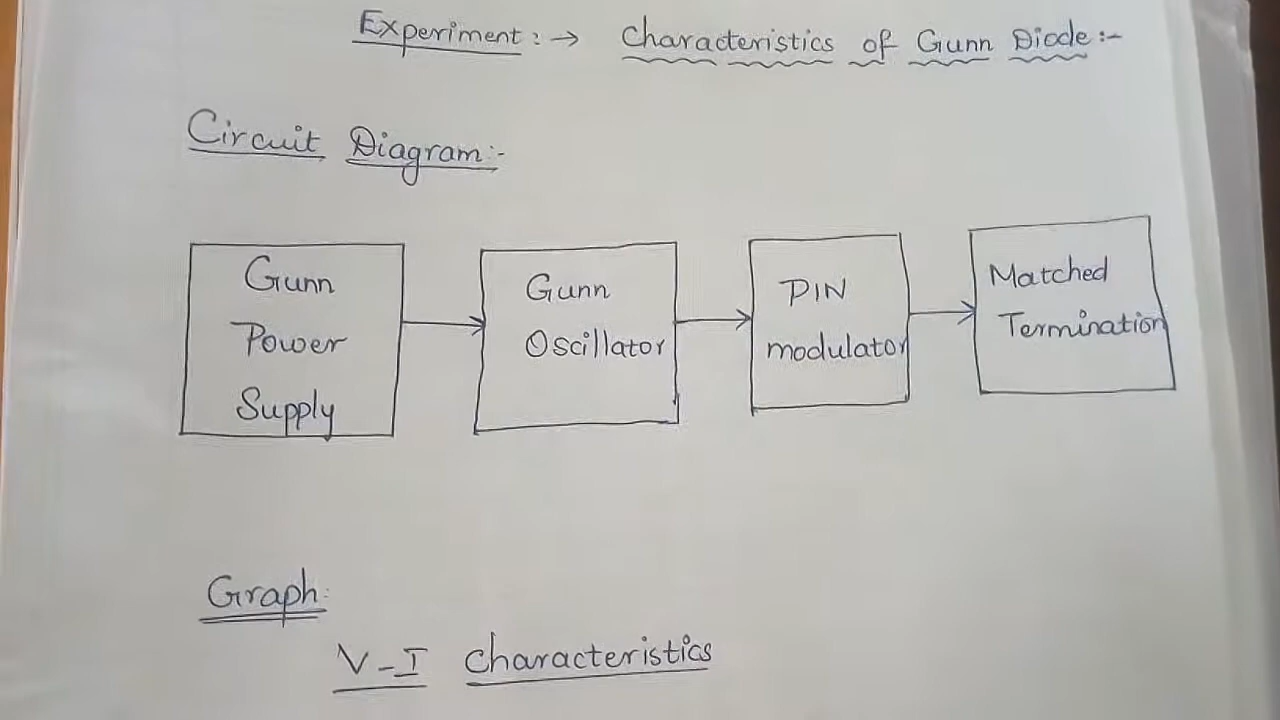 Experiment:→ Characteristics of Gunn Diode:-
Circuit Diagram:-
Gunn
Power
Supply
Gunn
Oscillator
PIN
modulator
Matched
Termination
Graph:
V-I Characteristics